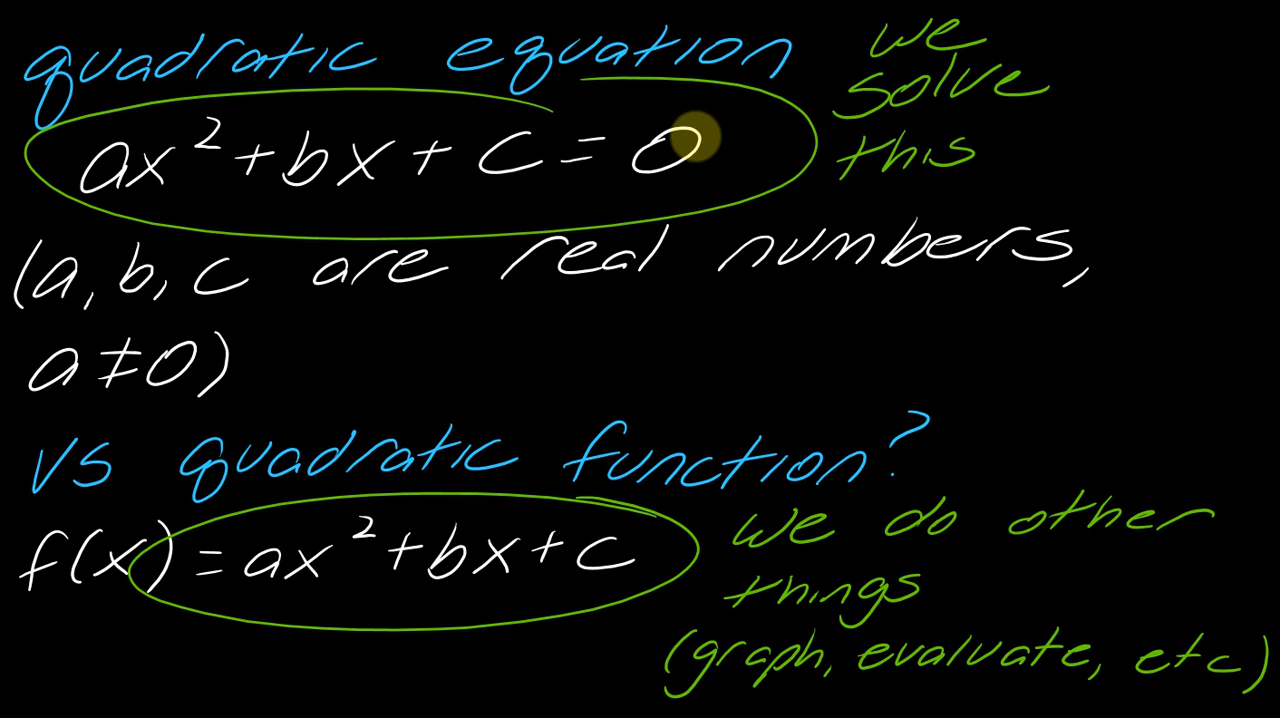 quadratic equation
we
solve
this
ax² + bx + c = 0
(a, b, c are real numbers,
a ≠ 0)
vs quadratic function?
f(x) = ax² + bx + c
we do other
things
(graph, evaluate, etc)